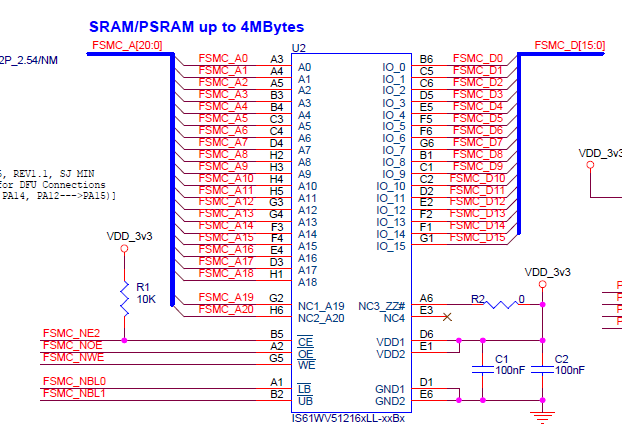 SRAM/PSRAM up to 4MBytes
FSMC_A[20:0]
FSMC_D[15:0]
U2
2P_2.54/NM
FSMC_A0 A3 A0 IO_0 B6 FSMC_D0
FSMC_A1 A4 A1 IO_1 C5 FSMC_D1
FSMC_A2 A5 A2 IO_2 C6 FSMC_D2
FSMC_A3 B3 A3 IO_3 D5 FSMC_D3
FSMC_A4 B4 A4 IO_4 E5 FSMC_D4
FSMC_A5 C3 A5 IO_5 F5 FSMC_D5
FSMC_A6 C4 A6 IO_6 F6 FSMC_D6
FSMC_A7 D4 A7 IO_7 G6 FSMC_D7
FSMC_A8 H2 A8 IO_8 B1 FSMC_D8
FSMC_A9 H3 A9 IO_9 C1 FSMC_D9
FSMC_A10 H4 A10 IO_10 C2 FSMC_D10
FSMC_A11 H5 A11 IO_11 D2 FSMC_D11
FSMC_A12 G3 A12 IO_12 E2 FSMC_D12
FSMC_A13 G4 A13 IO_13 F2 FSMC_D13
FSMC_A14 F3 A14 IO_14 F1 FSMC_D14
FSMC_A15 F4 A15 IO_15 G1 FSMC_D15
FSMC_A16 E4 A16
FSMC_A17 D3 A17
FSMC_A18 H1 A18
VDD_3v3
, REV1.1, SJ MIN
for DFU Connections
PA14, PA12--->PA15)]
VDD_3v3
R1
10K
VDD_3v3
FSMC_A19 G2 NC1_A19 NC3_ZZ# A6 R2 0
FSMC_A20 H6 NC2_A20 NC4 E3
FSMC_NE2 B5 CE VDD1 D6
FSMC_NOE A2 OE VDD2 E1
FSMC_NWE G5 WE
C1
100nF
C2
100nF
FSMC_NBL0 A1 LB GND1 D1
FSMC_NBL1 B2 UB GND2 E6
IS61WV51216xLL-xxBx